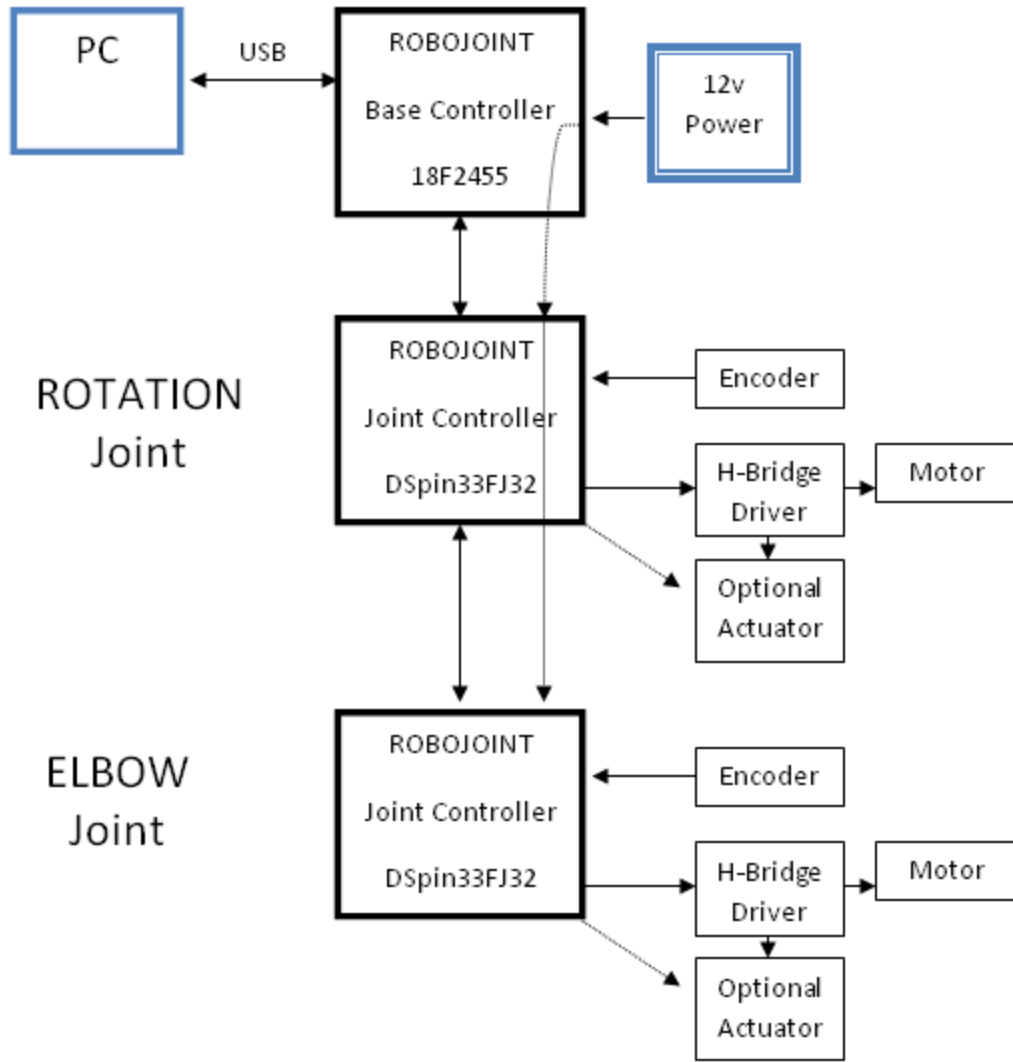 PC
USB
ROBOJOINT
Base Controller
18F2455
12v
Power
ROTATION
Joint
ROBOJOINT
Joint Controller
DSpin33FJ32
Encoder
H-Bridge
Driver
Motor
Optional
Actuator
ELBOW
Joint
ROBOJOINT
Joint Controller
DSpin33FJ32
Encoder
H-Bridge
Driver
Motor
Optional
Actuator